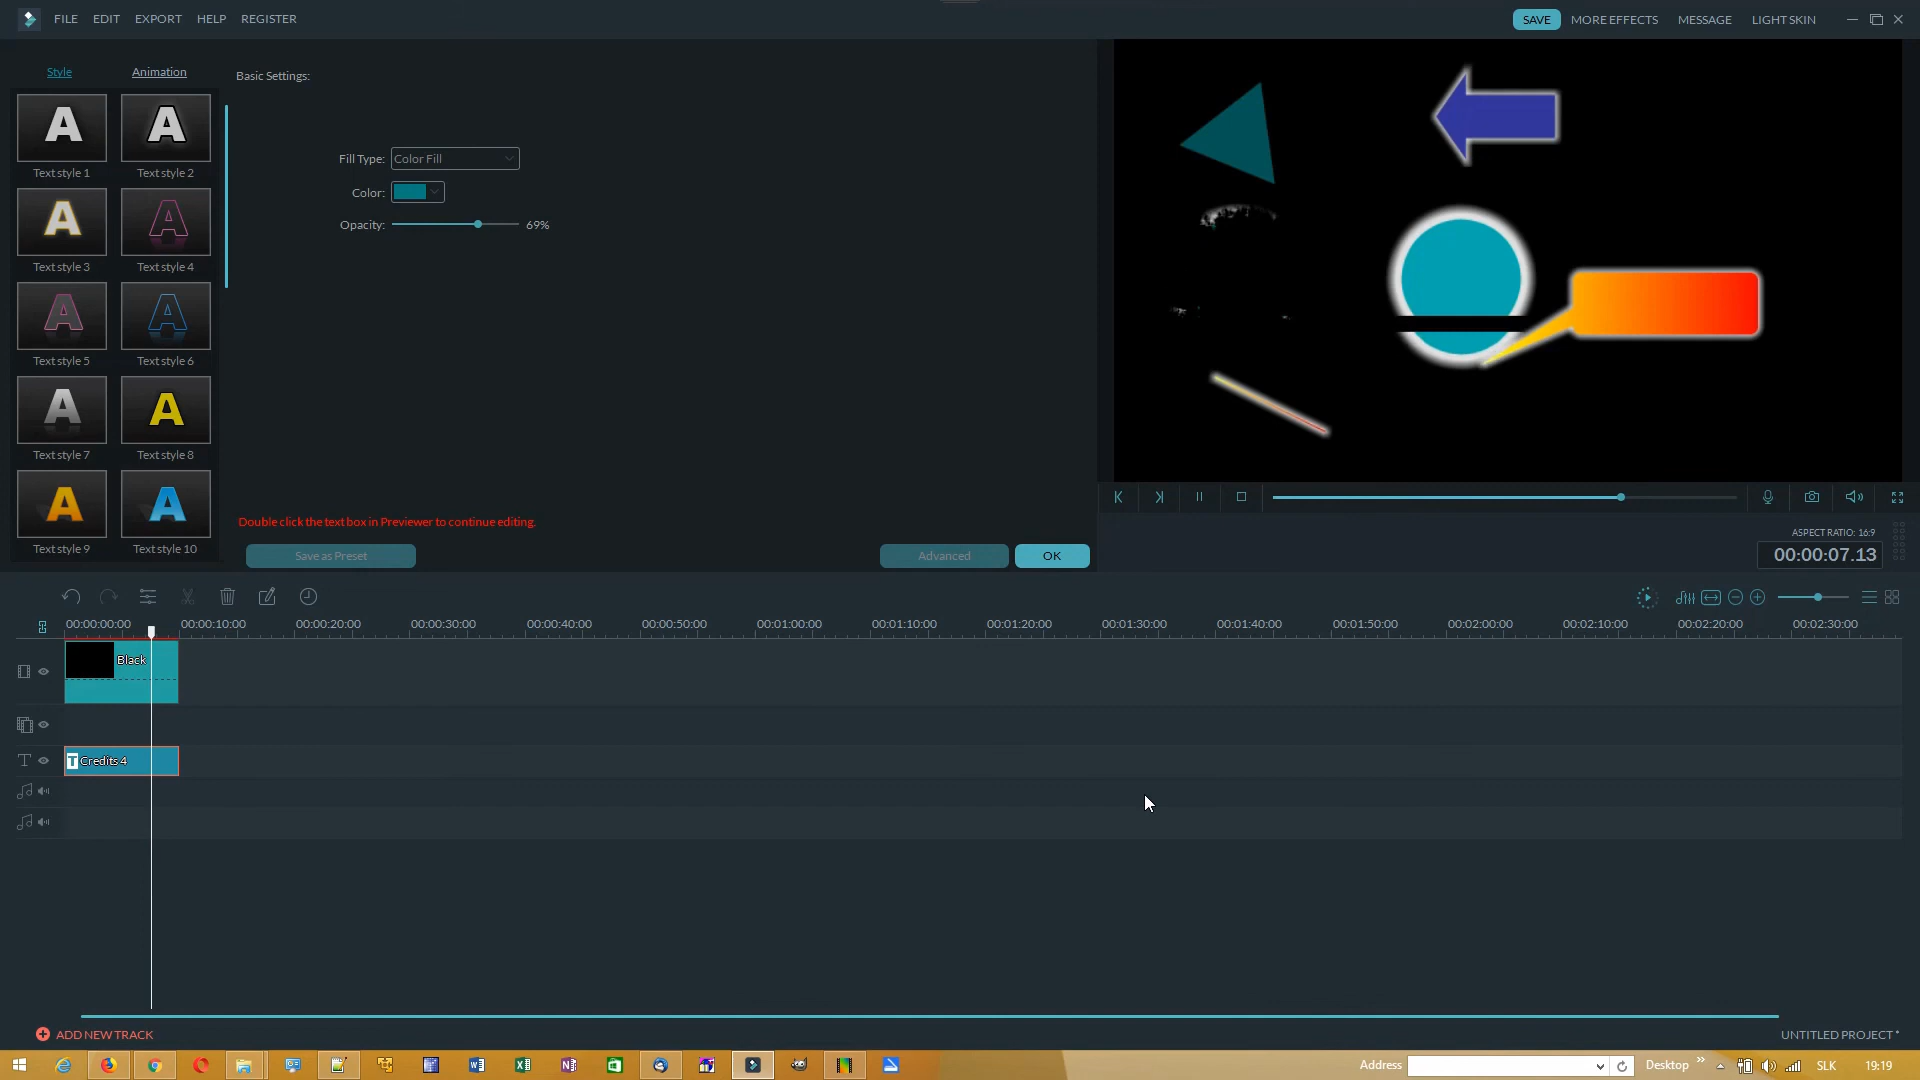 FILE EDIT EXPORT HELP REGISTER
SAVE MORE EFFECTS MESSAGE LIGHT SKIN
Style Animation
Basic Settings:
A A
Text style 1 Text style 2
A A
Text style 3 Text style 4
A A
Text style 5 Text style 6
A A
Text style 7 Text style 8
A A
Text style 9 Text style 10
Fill Type: Color Fill
Color:
Opacity: 69%
Double click the text box in Previewer to continue editing.
Save as Preset Advanced OK
ASPECT RATIO: 16:9
00:00:07.13
00:00:00:00 00:00:10:00 00:00:20:00 00:00:30:00 00:00:40:00 00:00:50:00 00:01:00:00 00:01:10:00 00:01:20:00 00:01:30:00 00:01:40:00 00:01:50:00 00:02:00:00 00:02:10:00 00:02:20:00 00:02:30:00
Black
T T Credits 4
ADD NEW TRACK
UNTITLED PROJECT *
Address Desktop » SLK 19:19